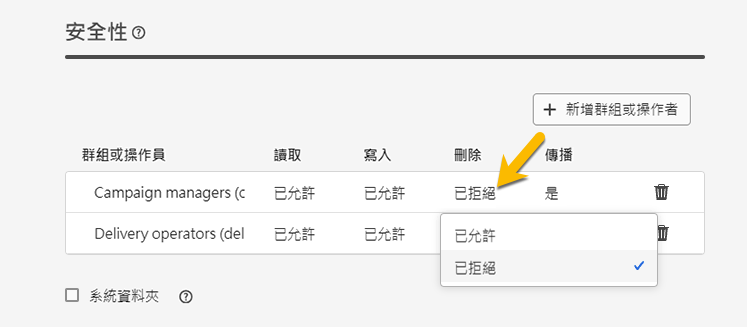 安全性
新增群組或操作者
群組或操作員 讀取 寫入 刪除 傳播
Campaign managers (c 已允許 已允許 已拒絕 是
Delivery operators (del 已允許 已允許
已允許
已拒絕
系統資料夾